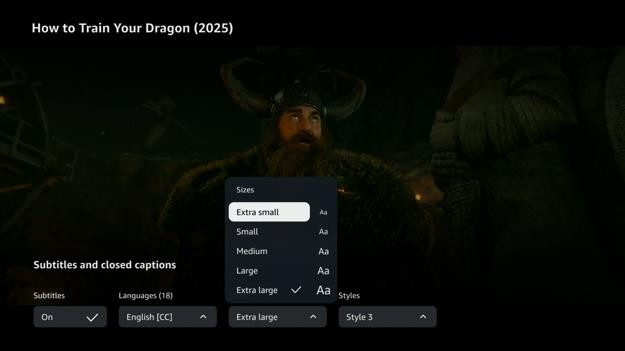 How to Train Your Dragon (2025)
Sizes
Extra small Aa
Small Aa
Medium Aa
Large Aa
Extra large Aa
Subtitles and closed captions
Subtitles Languages (18) Styles
On English [CC] Extra large Style 3